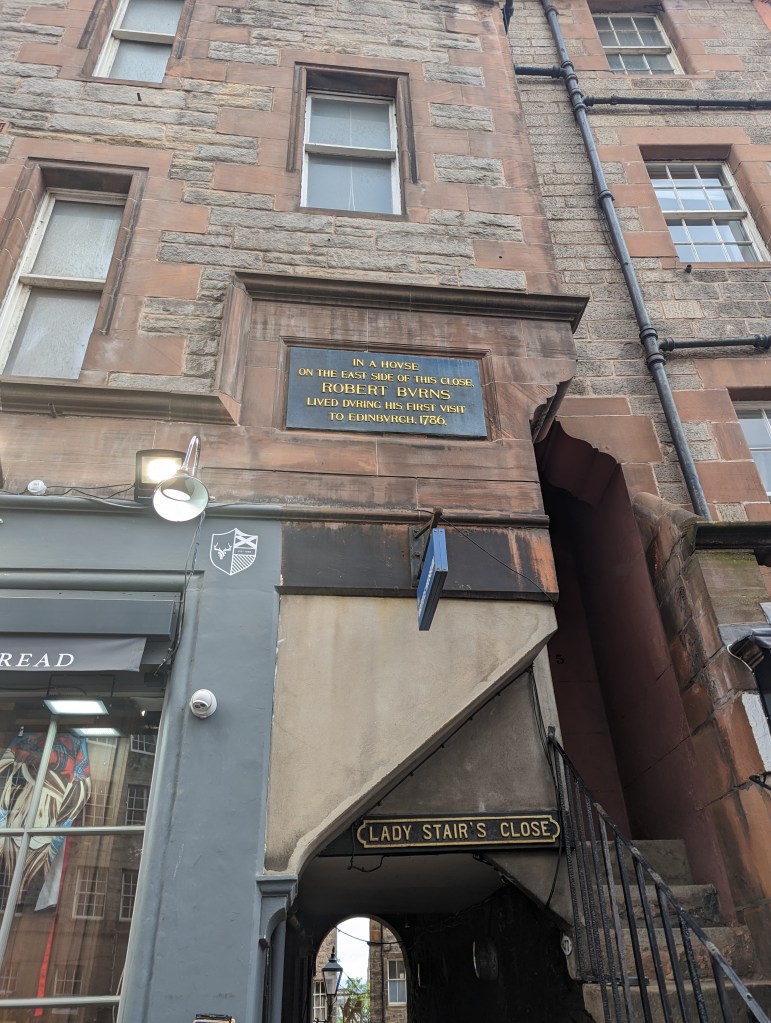 IN A HOVSE
ON THE EAST SIDE OF THIS CLOSE,
ROBERT BVRNS
LIVED DVRING HIS FIRST VISIT
TO EDINBVRGH, 1786.
READ
5
LADY STAIR'S CLOSE